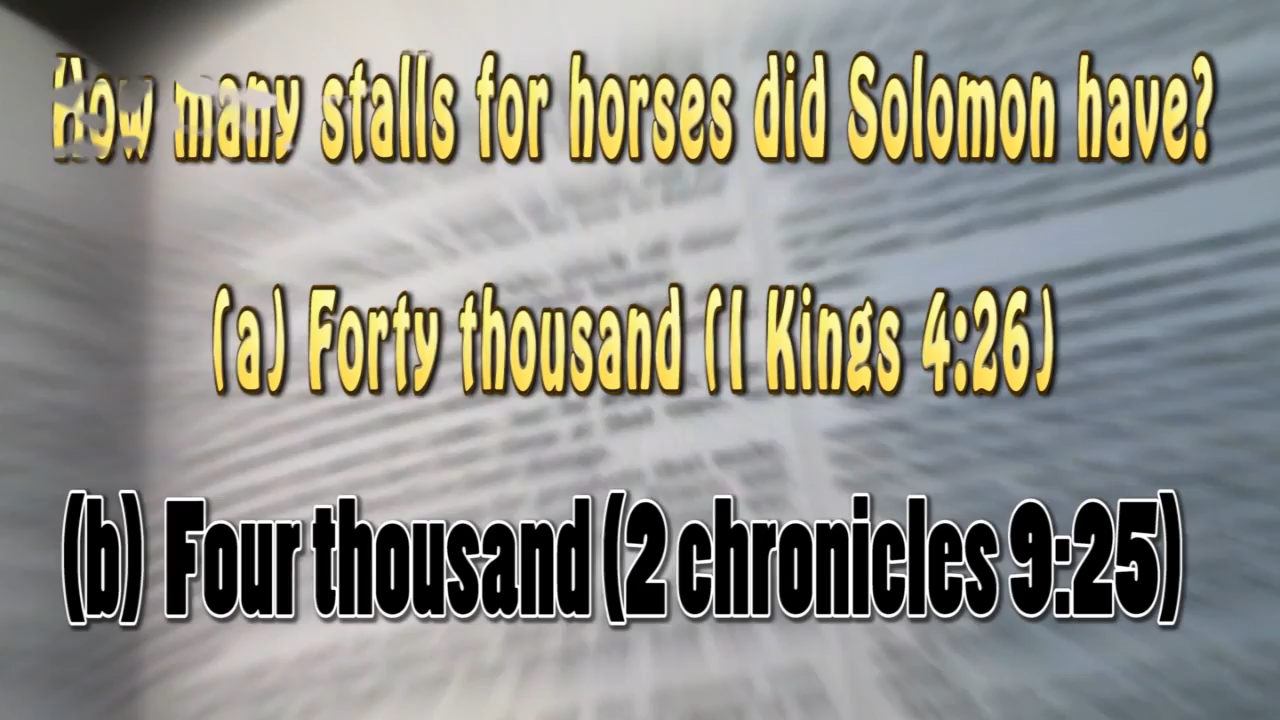 How many stalls for horses did Solomon have?
(a) Forty thousand (I Kings 4:26)
(b) Four thousand (2 chronicles 9:25)